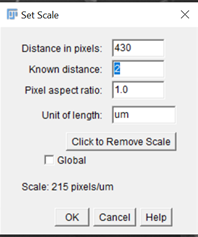 Set Scale
Distance in pixels: 430
Known distance: 2
Pixel aspect ratio: 1.0
Unit of length: um
Click to Remove Scale
Global
Scale: 215 pixels/um
OK Cancel Help